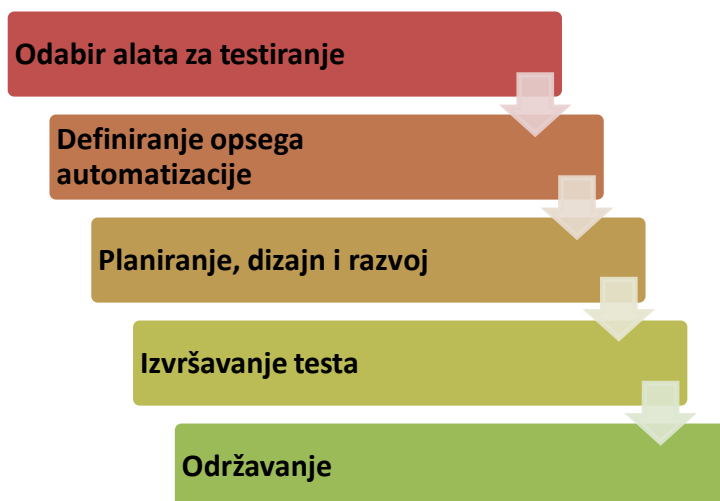 Odabir alata za testiranje
Definiranje opsega
automatizacije
Planiranje, dizajn i razvoj
Izvršavanje testa
Održavanje